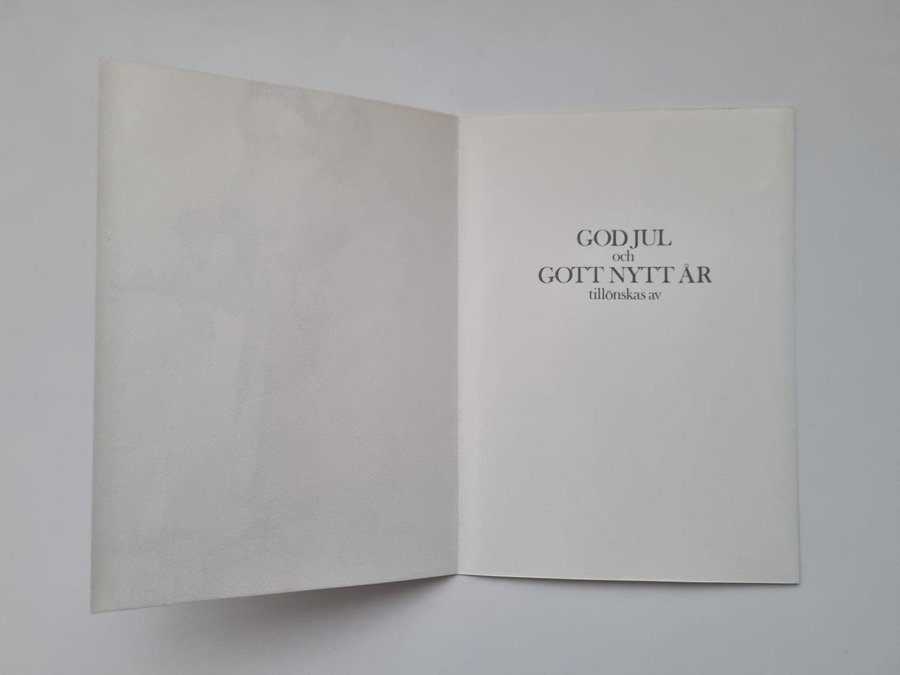 GOD JUL
och
GOTT NYTT ÅR
tillönskas av